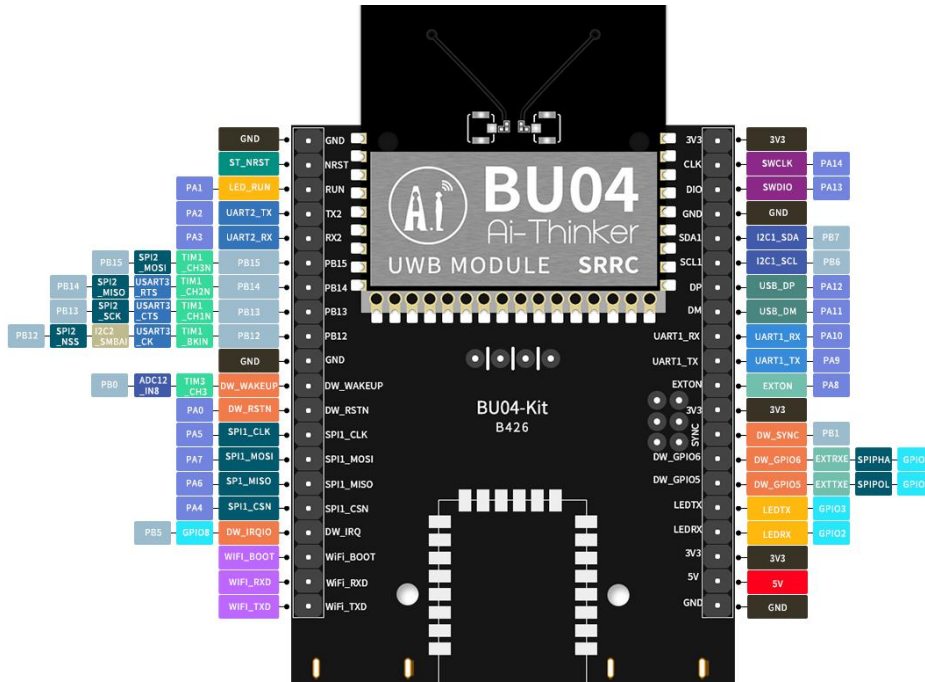 GND GND 3V3 3V3
ST_NRST NRST CLK SWCLK PA14
PA1 LED_RUN RUN DIO SWDIO PA13
PA2 UART2_TX TX2 GND GND
PA3 UART2_RX RX2 SDA1 I2C1_SDA PB7
PB15 SPI2_MOSI TIM1_CH3N PB15 PB15 SCL1 I2C1_SCL PB6
PB14 SPI2_MISO USART3_RTS TIM1_CH2N PB14 PB14 DP USB_DP PA12
PB13 SPI2_SCK USART3_CTS TIM1_CH1N PB13 PB13 DM USB_DM PA11
PB12 SPI2_NSS I2C2_SMBAI USART3_CK TIM1_BKIN PB12 PB12 UART1_RX UART1_RX PA10
GND GND UART1_TX UART1_TX PA9
PB0 ADC12_IN8 TIM3_CH3 DW_WAKEUP DW_WAKEUP EXTON EXTON PA8
PA0 DW_RSTN DW_RSTN 3V3 3V3
PA5 SPI1_CLK SPI1_CLK SYNC DW_SYNC PB1
PA7 SPI1_MOSI SPI1_MOSI DW_GPIO6 DW_GPIO6 EXTRXE SPIPHA GPIO
PA6 SP1_MISO SPI1_MISO DW_GPIO5 DW_GPIO5 EXTTXE SPIPOL GPIO
PA4 SPI1_CSN SPI1_CSN LEDTX LEDTX GPIO3
PB5 GPIO8 DW_IRQIO DW_IRQ LEDRX LEDRX GPIO2
WIFI_BOOT WiFi_BOOT 3V3 3V3
WIFI_RXD WiFi_RXD 5V 5V
WIFI_TXD WiFi_TXD GND GND
A.i
BU04
Ai-Thinker
UWB MODULE SRRC
BU04-Kit
B426